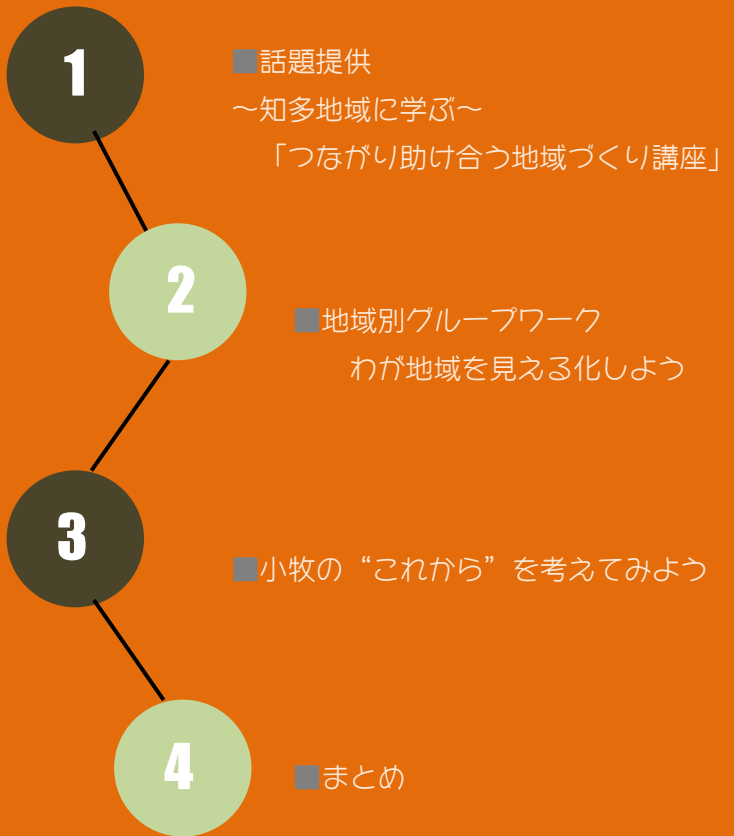 1
■話題提供
～知多地域に学ぶ～
「つながり助け合う地域づくり講座」
2
■地域別グループワーク
わが地域を見える化しよう
3
■小牧の“これから”を考えてみよう
4
■まとめ